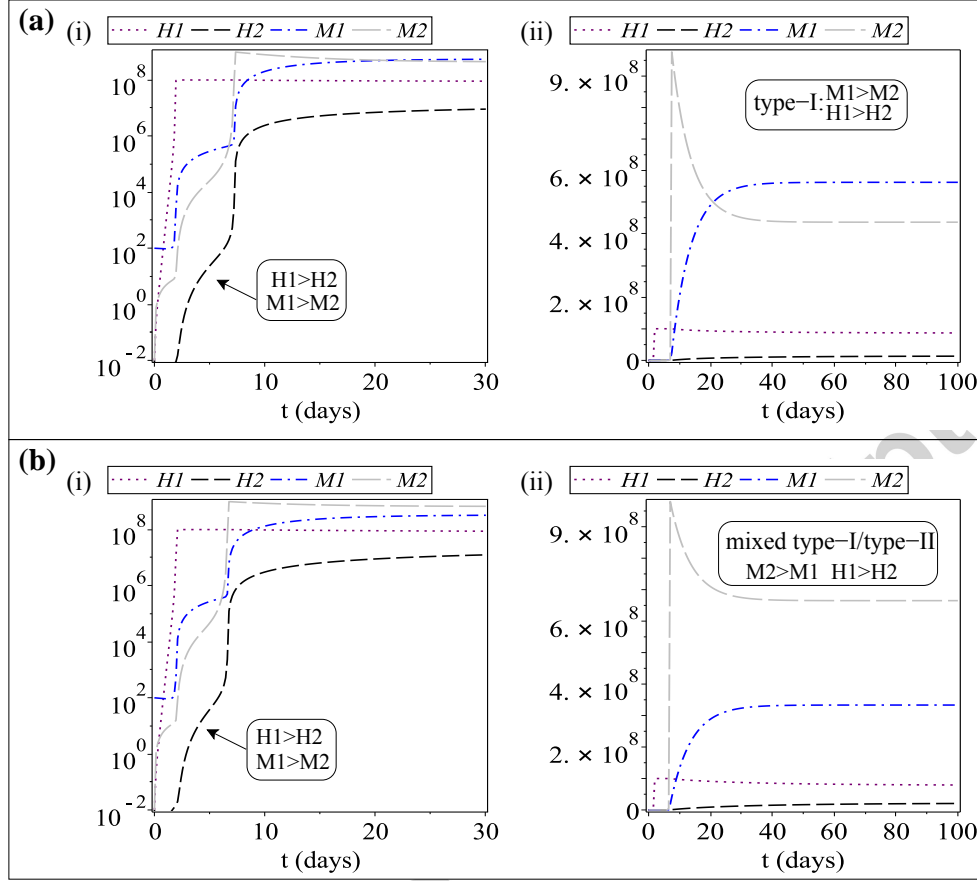 (a)
(i)
H1 H2 M1 M2
10^8
10^6
10^4
10^2
10^0
10^-2
0 10 20 30
t (days)
H1>H2
M1>M2
(ii)
H1 H2 M1 M2
9. × 10^8
6. × 10^8
4. × 10^8
2. × 10^8
0
0 20 40 60 80 100
t (days)
type−I: M1>M2
H1>H2
(b)
(i)
H1 H2 M1 M2
10^8
10^6
10^4
10^2
10^0
10^-2
0 10 20 30
t (days)
H1>H2
M1>M2
(ii)
H1 H2 M1 M2
9. × 10^8
6. × 10^8
4. × 10^8
2. × 10^8
0
0 20 40 60 80 100
t (days)
mixed type−I/type−II
M2>M1 H1>H2